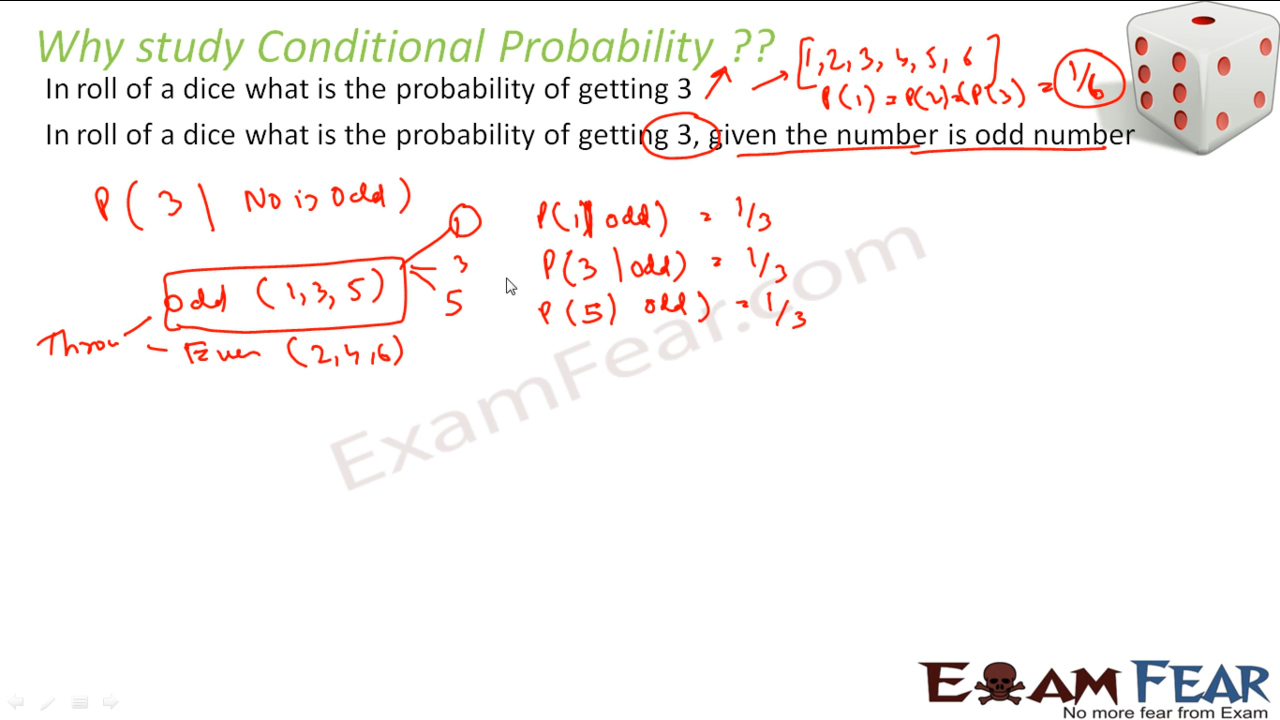 Why study Conditional Probability ??
In roll of a dice what is the probability of getting 3
[1, 2, 3, 4, 5, 6]
P(1) = P(2) = P(3) = 1/6
In roll of a dice what is the probability of getting 3, given the number is odd number
P(3 | No is odd)
P(1 | odd) = 1/3
1
P(3 | odd) = 1/3
3
odd (1, 3, 5)
5
P(5) odd) = 1/3
Throw
Even (2, 4, 6)
ExamFear.com
EXAM FEAR
No more fear from Exam